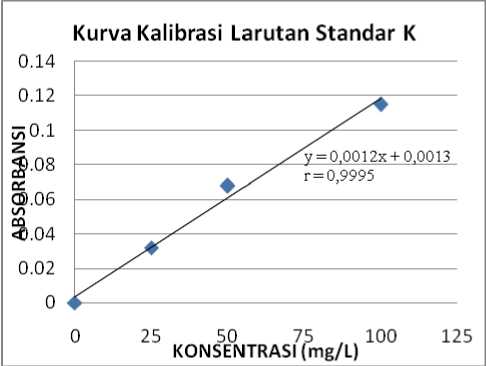 Kurva Kalibrasi Larutan Standar K
0.14
0.12
0.1
0.08
0.06
0.04
0.02
0
ABSORBANSI
y = 0,0012x + 0,0013
r = 0,9995
0 25 50 75 100 125
KONSENTRASI (mg/L)